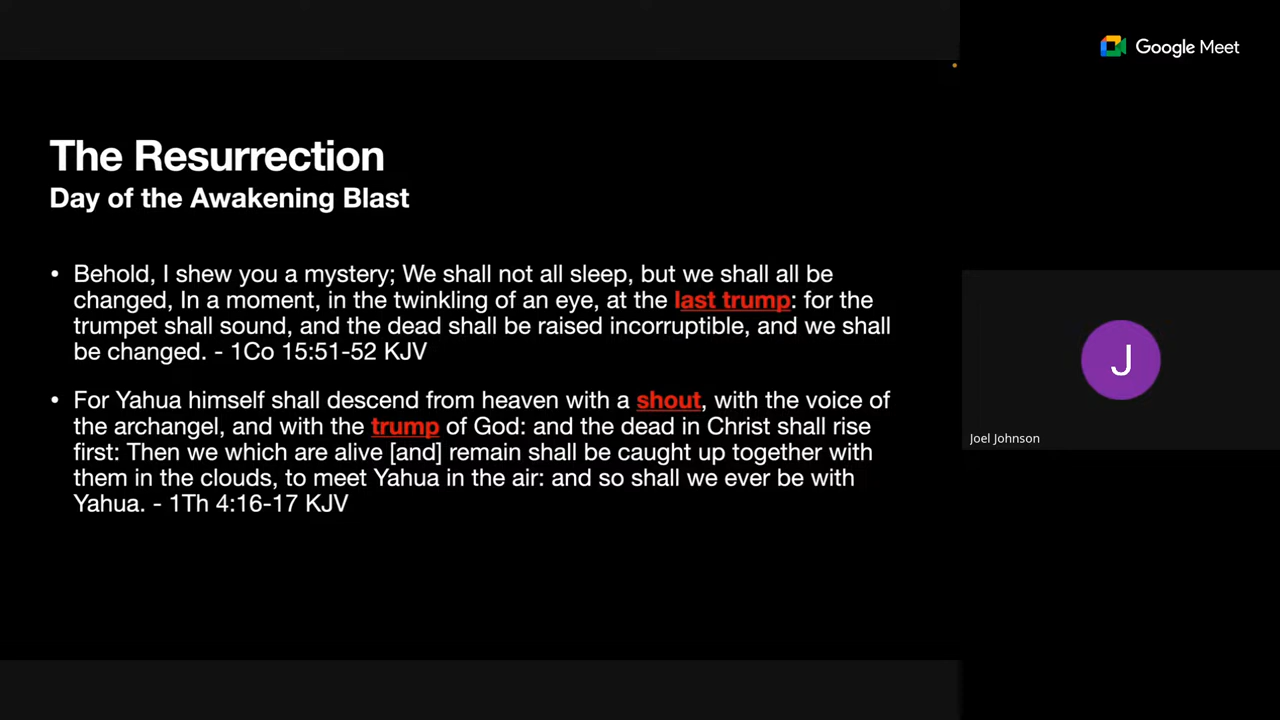 Google Meet
The Resurrection
Day of the Awakening Blast
• Behold, I shew you a mystery; We shall not all sleep, but we shall all be
changed, In a moment, in the twinkling of an eye, at the last trump: for the
trumpet shall sound, and the dead shall be raised incorruptible, and we shall
be changed. - 1Co 15:51-52 KJV
• For Yahua himself shall descend from heaven with a shout, with the voice of
the archangel, and with the trump of God: and the dead in Christ shall rise
first: Then we which are alive [and] remain shall be caught up together with
them in the clouds, to meet Yahua in the air: and so shall we ever be with
Yahua. - 1Th 4:16-17 KJV
J
Joel Johnson